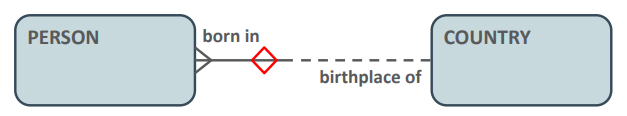 PERSON
born in
COUNTRY
birthplace of